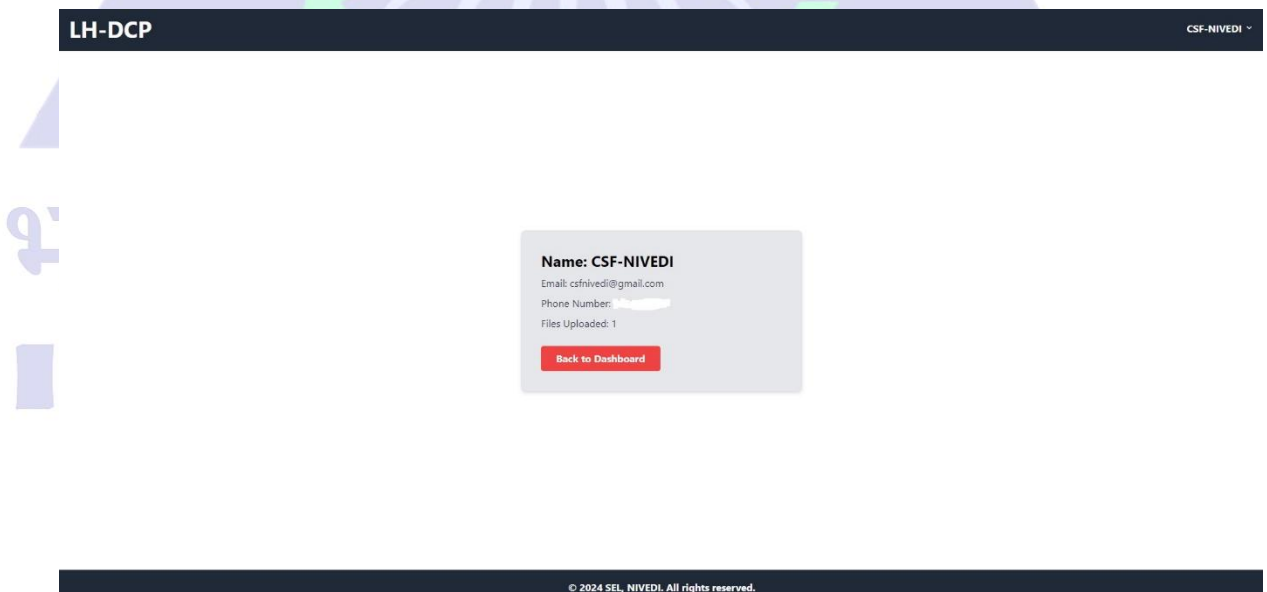 LH-DCP
CSF-NIVEDI
Name: CSF-NIVEDI
Email: csfnivedi@gmail.com
Phone Number:
Files Uploaded: 1
Back to Dashboard
© 2024 SEL, NIVEDI. All rights reserved.